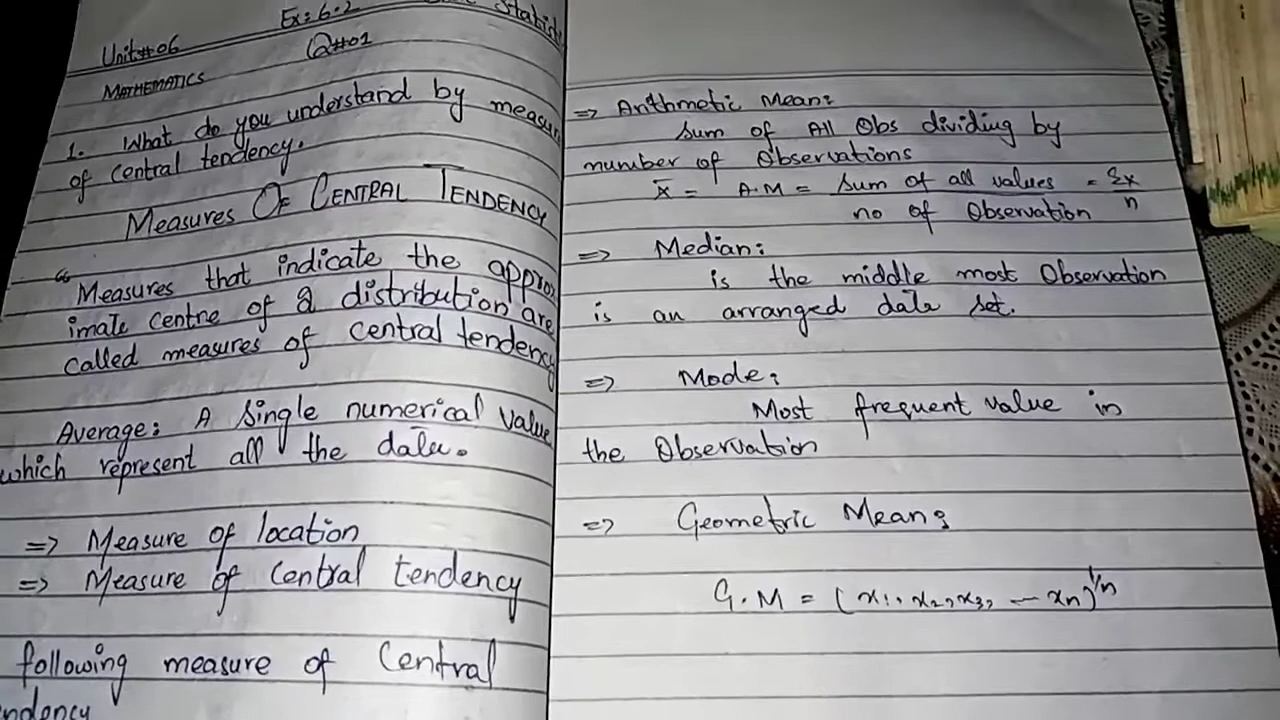 Ex: 6.2
Unit#06
Q#01
MATHEMATICS
1. What do you understand by measur
of central tendency.
MEASURES OF CENTRAL TENDENCY
"Measures that indicate the approx
imate centre of a distribution are
called measures of central tendency
Average: A Single numerical value
which represent all the data.
=> Measure of location
=> Measure of central tendency
following measure of Central
=> Arithmetic Mean:
Sum of All Obs dividing by
number of Observations
x̄ = A.M = Sum of all values = Σx
no of Observation n
=> Median:
is the middle most Observation
is an arranged data set.
=> Mode:
Most frequent value in
the Observation
=> Geometric Mean:
G.M = (x1, x2, x3, — xn)^1/n